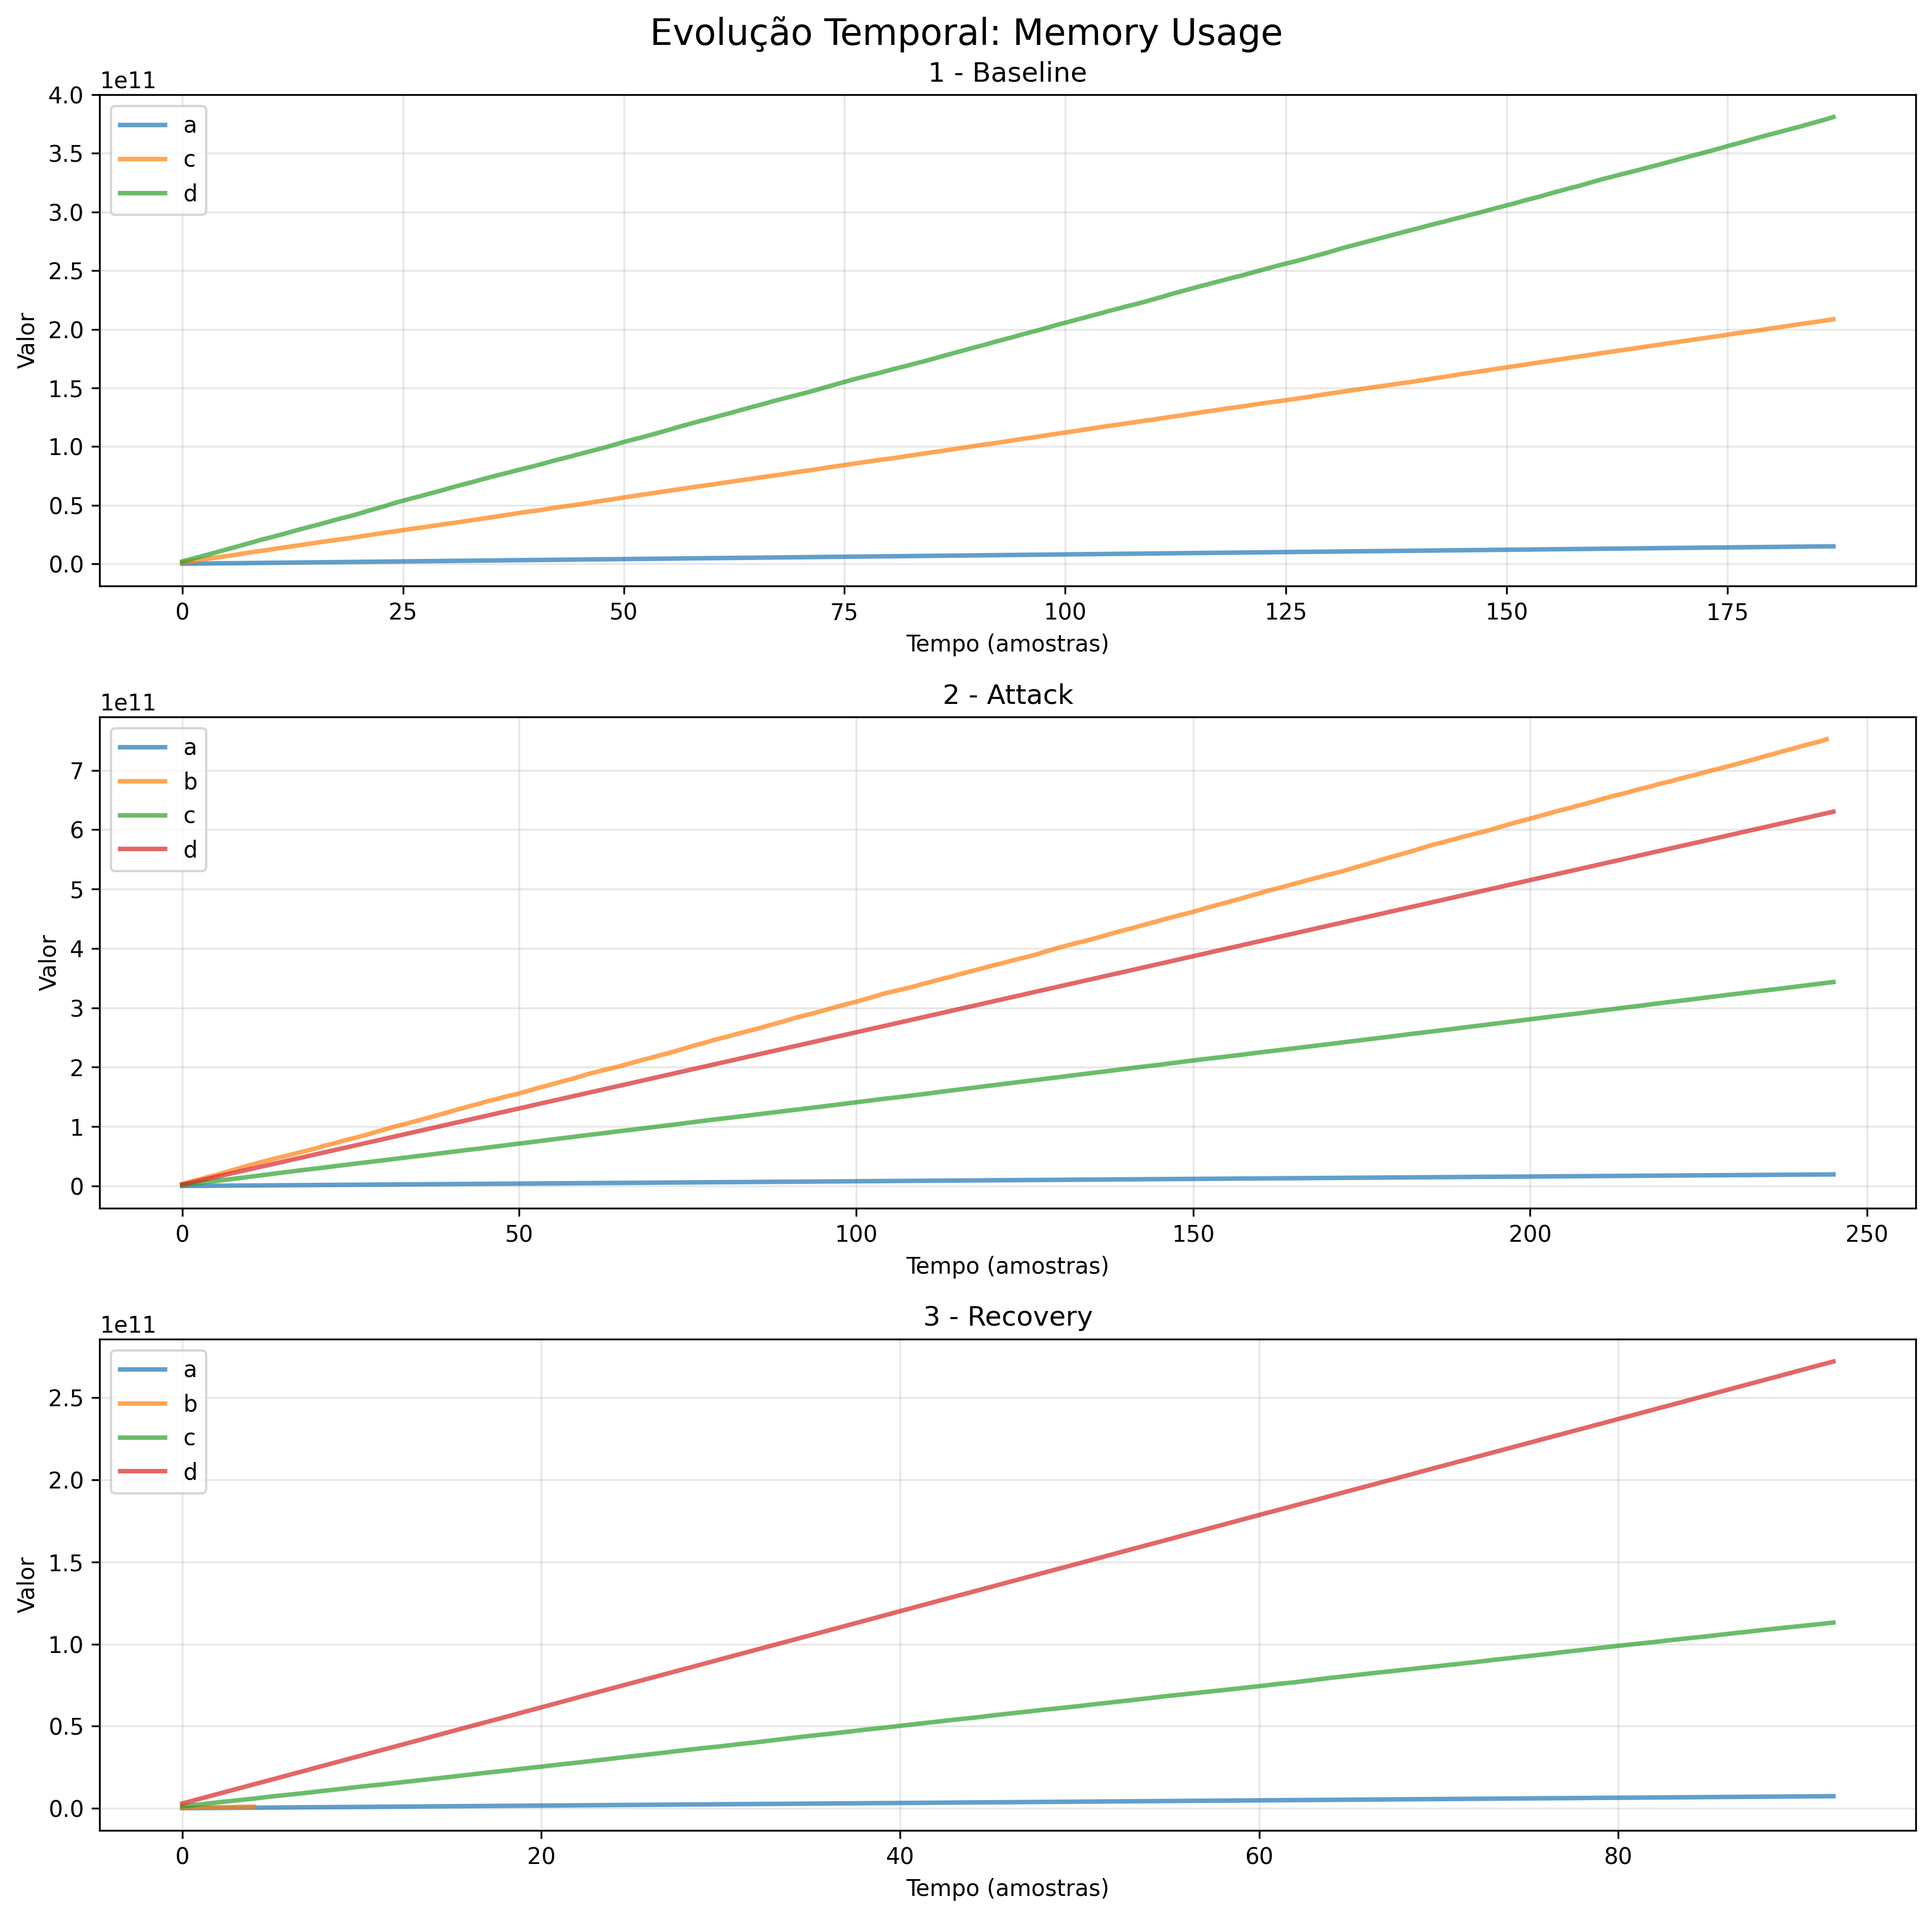 Evolução Temporal: Memory Usage
1 - Baseline
1e11
4.0
3.5
3.0
2.5
2.0
1.5
1.0
0.5
0.0
Valor
a
c
d
0 25 50 75 100 125 150 175
Tempo (amostras)
2 - Attack
1e11
7
6
5
4
3
2
1
0
Valor
a
b
c
d
0 50 100 150 200 250
Tempo (amostras)
3 - Recovery
1e11
2.5
2.0
1.5
1.0
0.5
0.0
Valor
a
b
c
d
0 20 40 60 80
Tempo (amostras)